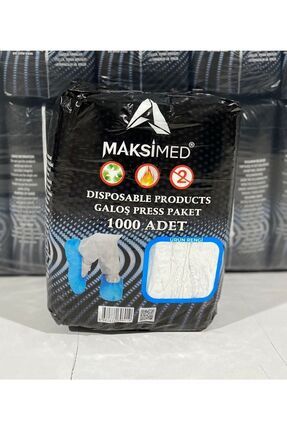 MAKSİMED®
DISPOSABLE PRODUCTS
GALOŞ PRESS PAKET
1000 ADET
ÜRÜN RENGİ